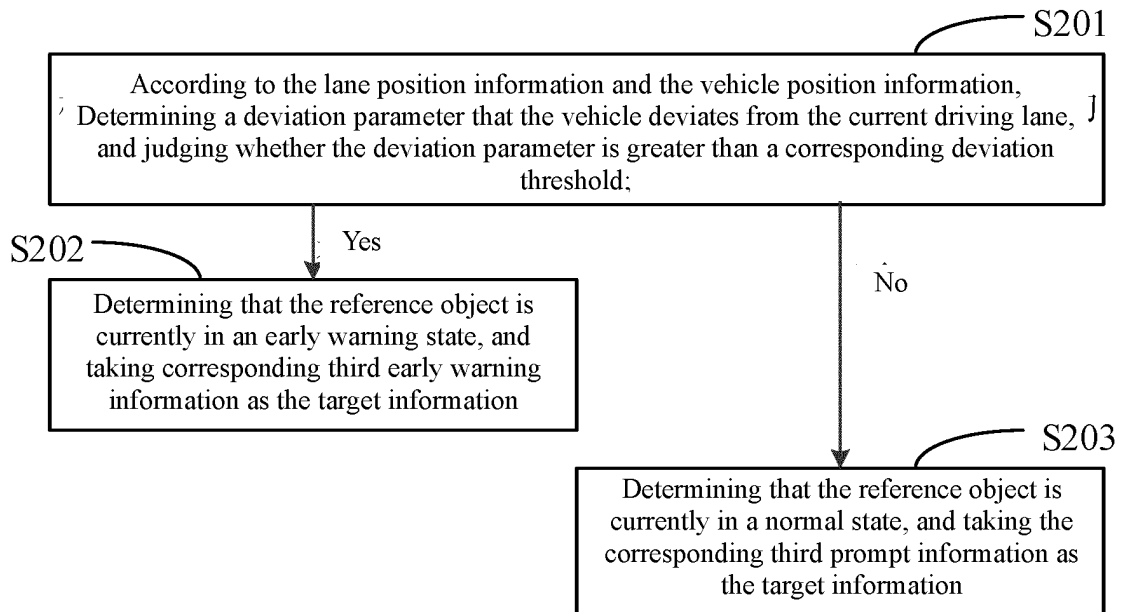 S201
According to the lane position information and the vehicle position information,
Determining a deviation parameter that the vehicle deviates from the current driving lane,
and judging whether the deviation parameter is greater than a corresponding deviation
threshold;
Yes
No
S202
Determining that the reference object is
currently in an early warning state, and
taking corresponding third early warning
information as the target information
S203
Determining that the reference object is
currently in a normal state, and taking the
corresponding third prompt information as
the target information